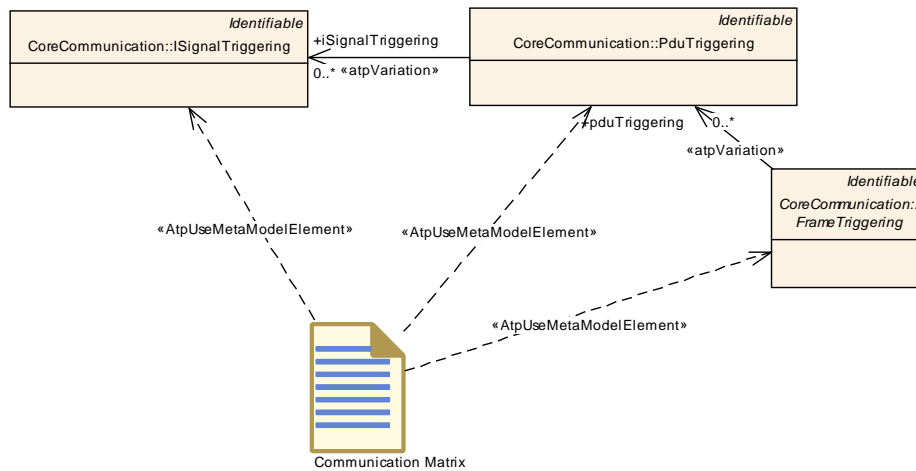 Identifiable
CoreCommunication::ISignalTriggering
Identifiable
CoreCommunication::PduTriggering
+iSignalTriggering
0..*
«atpVariation»
+pduTriggering
0..*
«atpVariation»
Identifiable
CoreCommunication::
FrameTriggering
«AtpUseMetaModelElement»
«AtpUseMetaModelElement»
«AtpUseMetaModelElement»
Communication Matrix